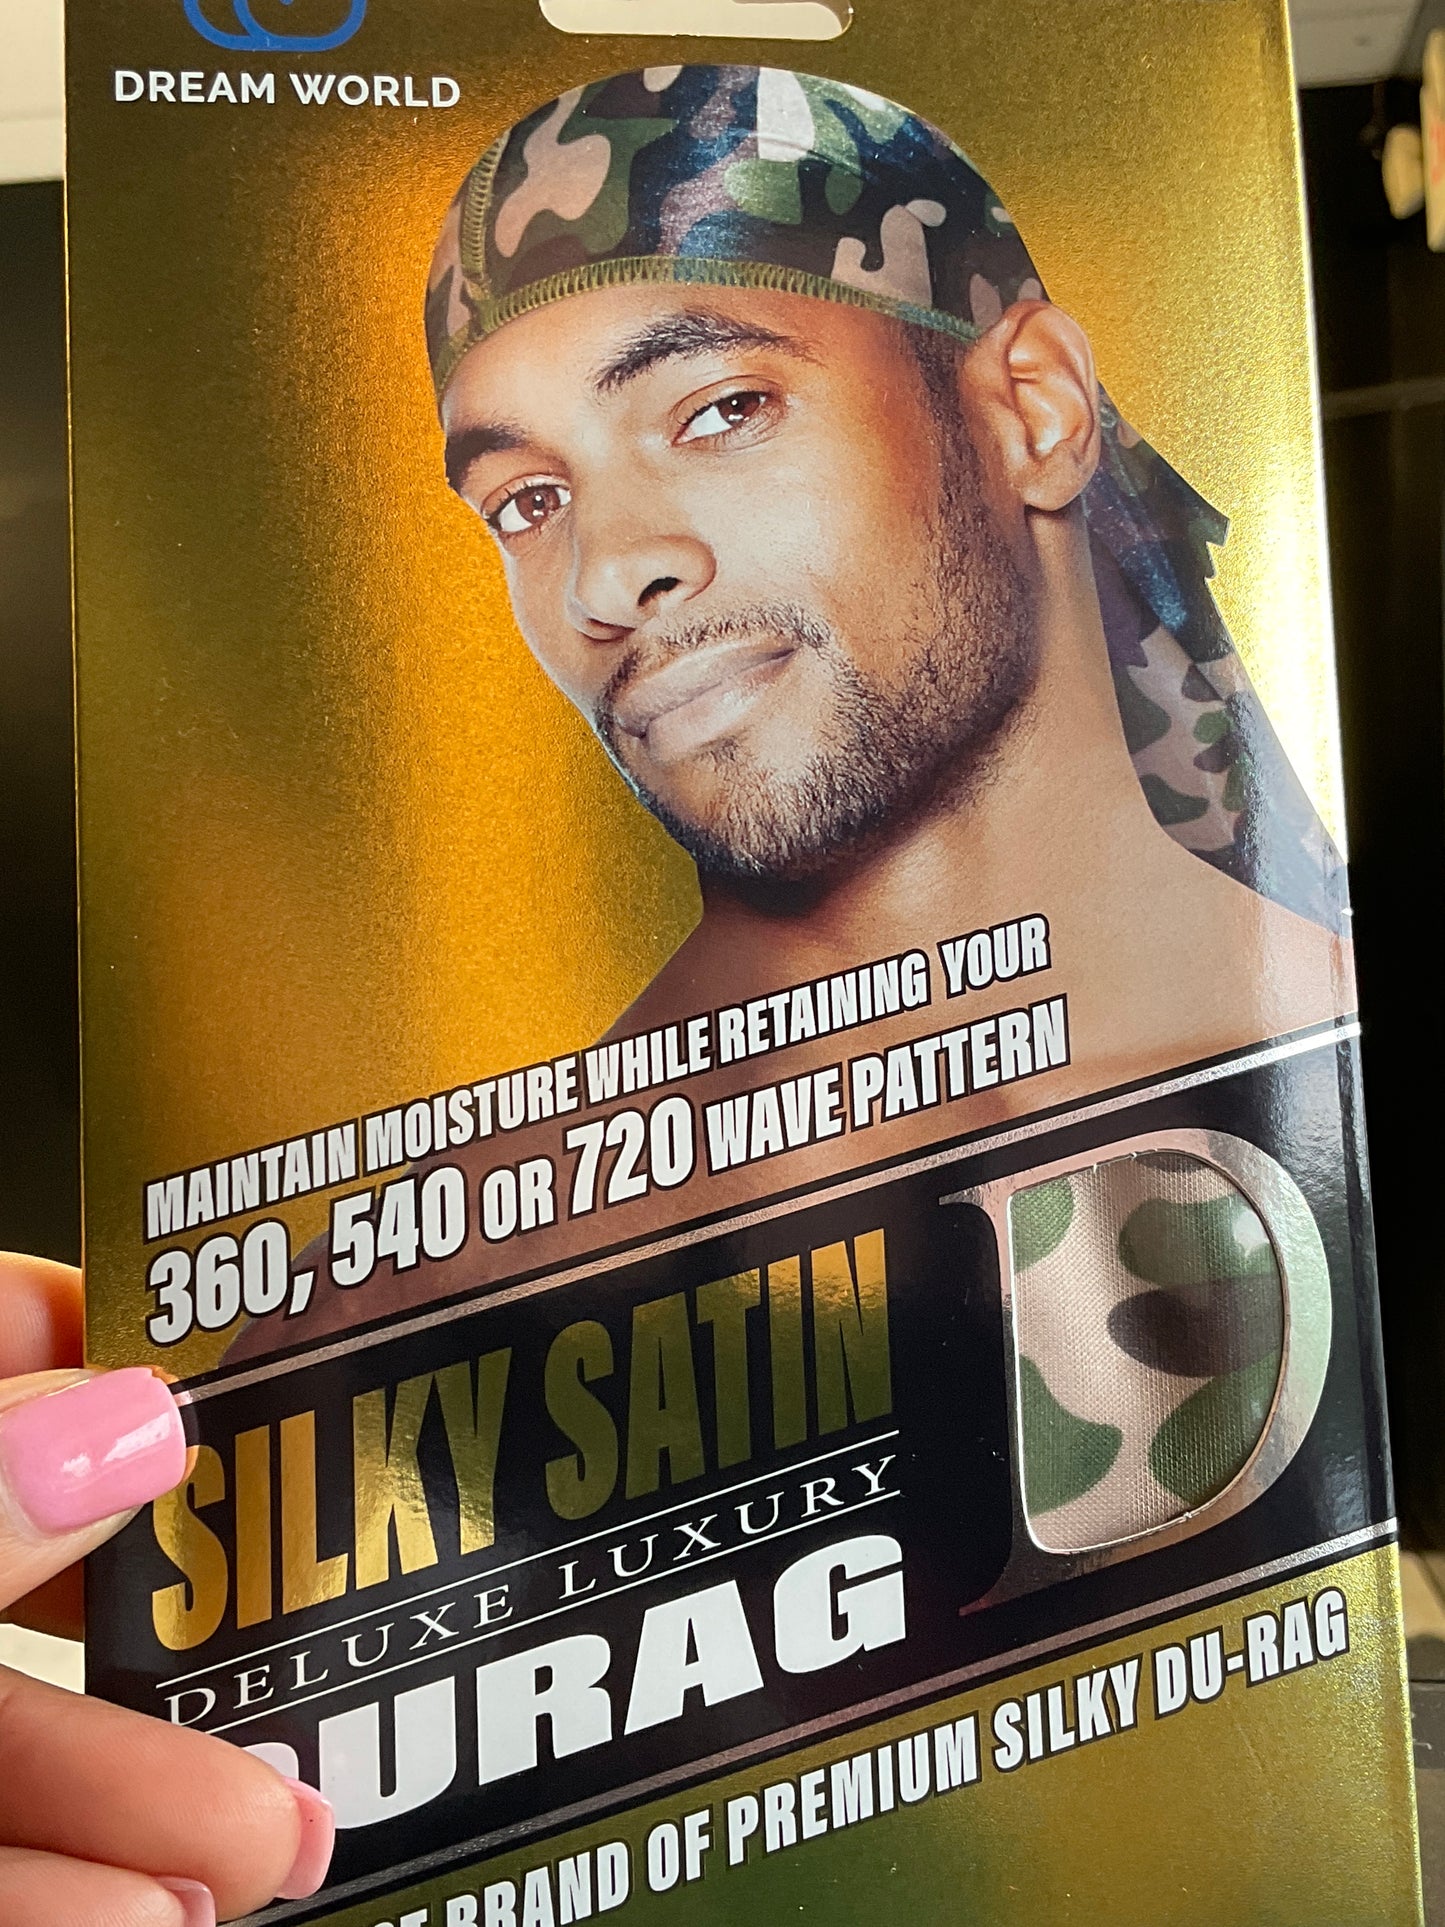 DREAM WORLD
MAINTAIN MOISTURE WHILE RETAINING YOUR
360, 540 OR 720 WAVE PATTERN
SILKY SATIN
DELUXE LUXURY
DURAG
D
BRAND OF PREMIUM SILKY DU-RAG